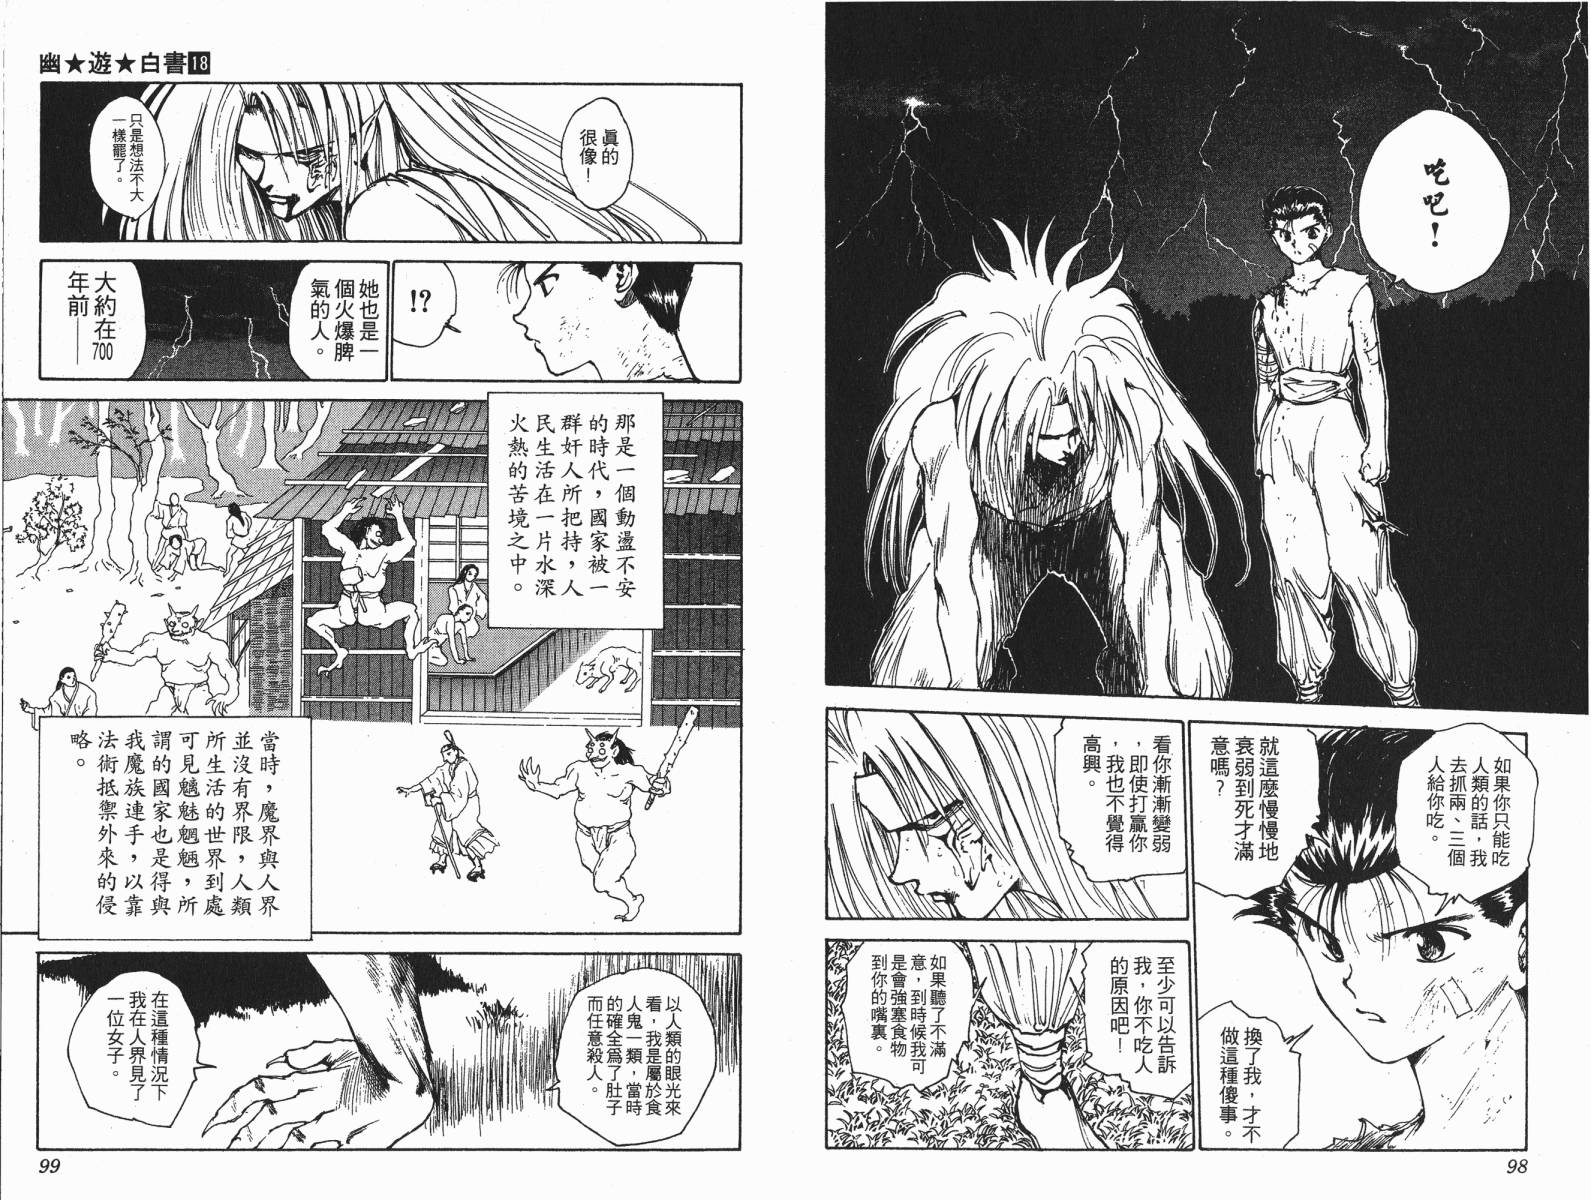 吃吧！
如果你只能吃
人類的話，我
去抓兩、三個
人給你吃。
就這麼慢慢地
衰弱到死才滿
意嗎？
換了我，才不
做這種傻事。
看你漸漸變弱
，即使打贏你
，我也不覺得
高興。
至少可以告訴
我，你不吃人
的原因吧！
如果聽了不滿
意，到時候我可
是會強塞食物
到你的嘴裏。
98
幽★遊★白書18
眞的
很像！
只是想法不大
一樣罷了。
!?
她也是一
個火爆脾
氣的人。
大約在700
年前——
那是一個動盪不安
的時代，國家被一
群奸人所把持，人
民生活在一片水深
火熱的苦境之中。
當時，魔界與人界
並沒有界限，人類
所生活的世界到處
可見魑魅魍魎，所
謂的國家也是得與
我魔族連手，以靠
法術抵禦外來的侵
略。
以人類的眼光來
看，我是屬於食
人鬼一類，當時
的確全爲了肚子
而任意殺人。
在這種情況下
，我在人界見了
一位女子。
99